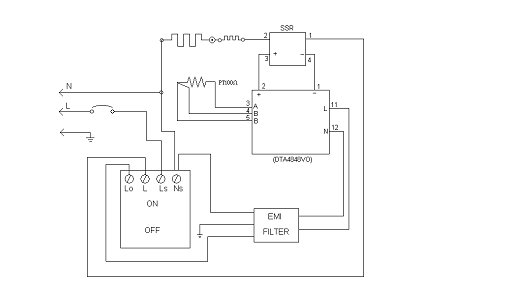 SSR
2 1
+ -
3 4
N
PT100Ω
2 1
+ -
L
3 A
4 B
5 B
L 11
N 12
(DTA4848V0)
Lo L Ls Ns
ON
OFF
EMI
FILTER